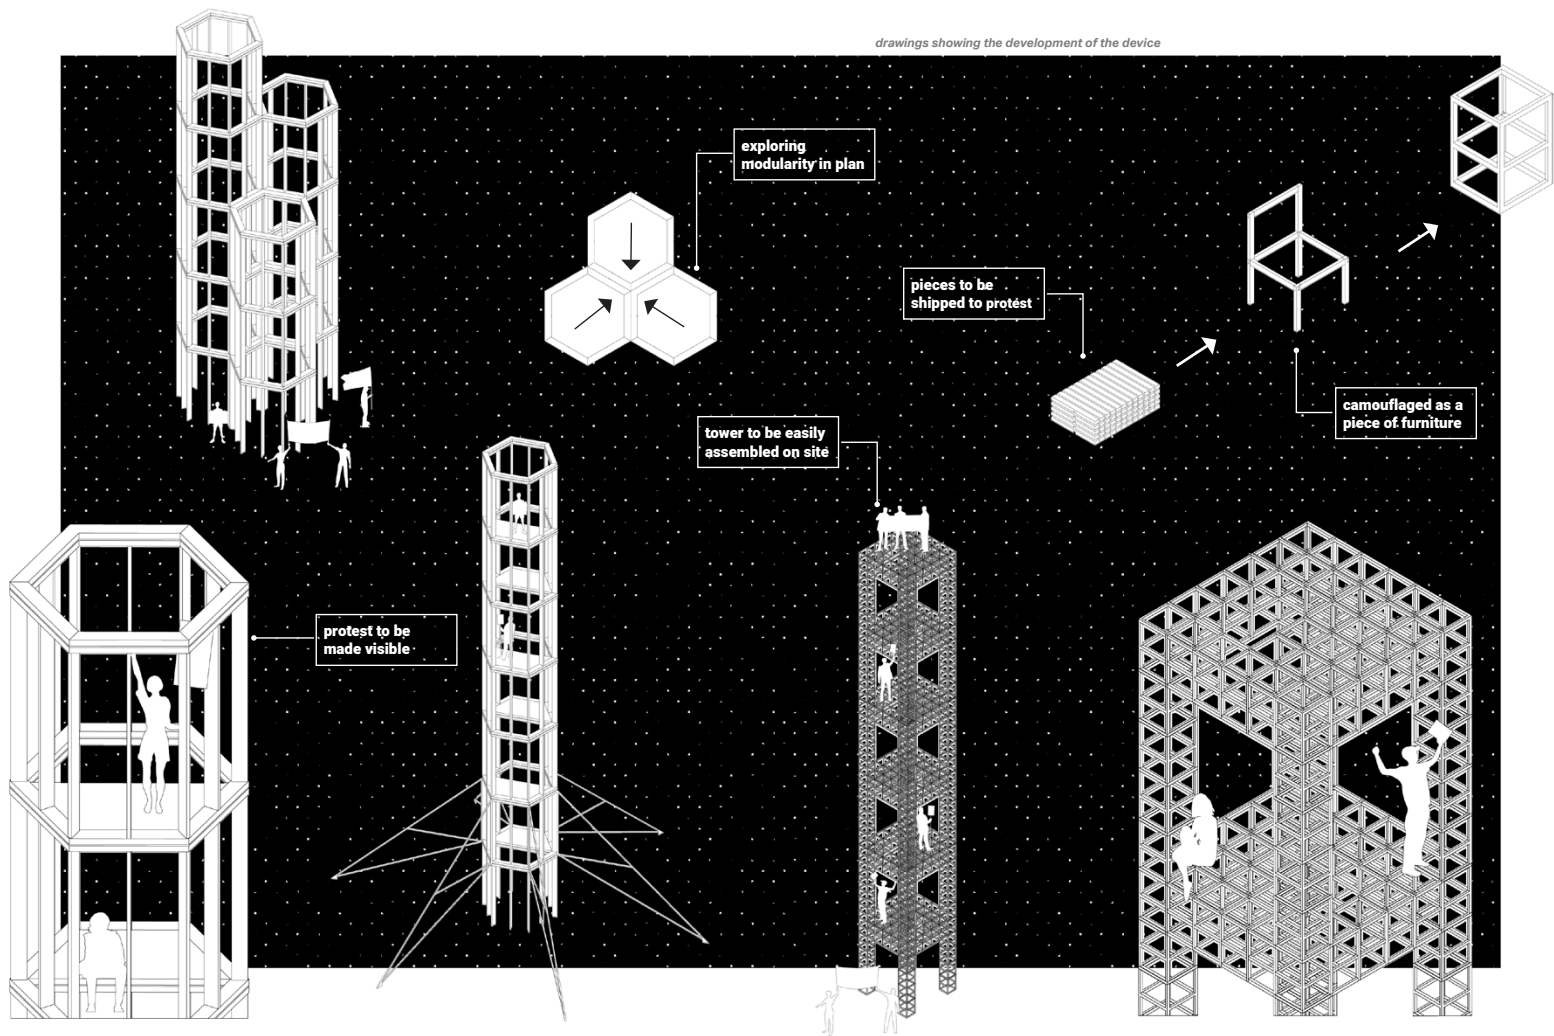 drawings showing the development of the device
exploring
modularity in plan
pieces to be
shipped to protest
camouflaged as a
piece of furniture
tower to be easily
assembled on site
protest to be
made visible